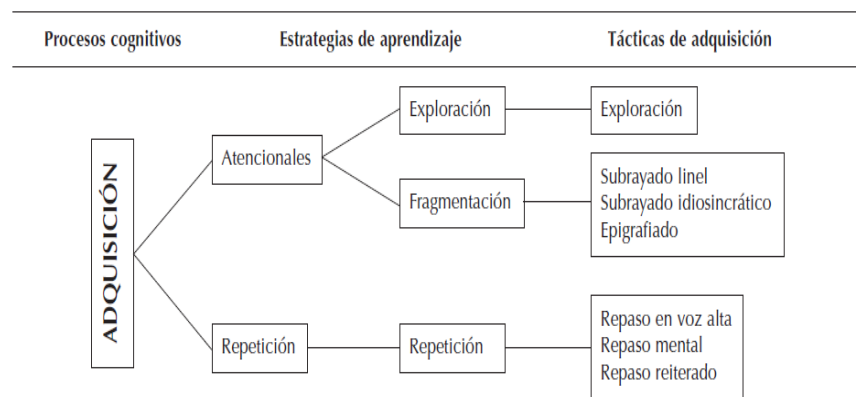 Procesos cognitivos
Estrategias de aprendizaje
Tácticas de adquisición
ADQUISICIÓN
Atencionales
Exploración
Exploración
Fragmentación
Subrayado linel
Subrayado idiosincrático
Epigrafiado
Repetición
Repetición
Repaso en voz alta
Repaso mental
Repaso reiterado